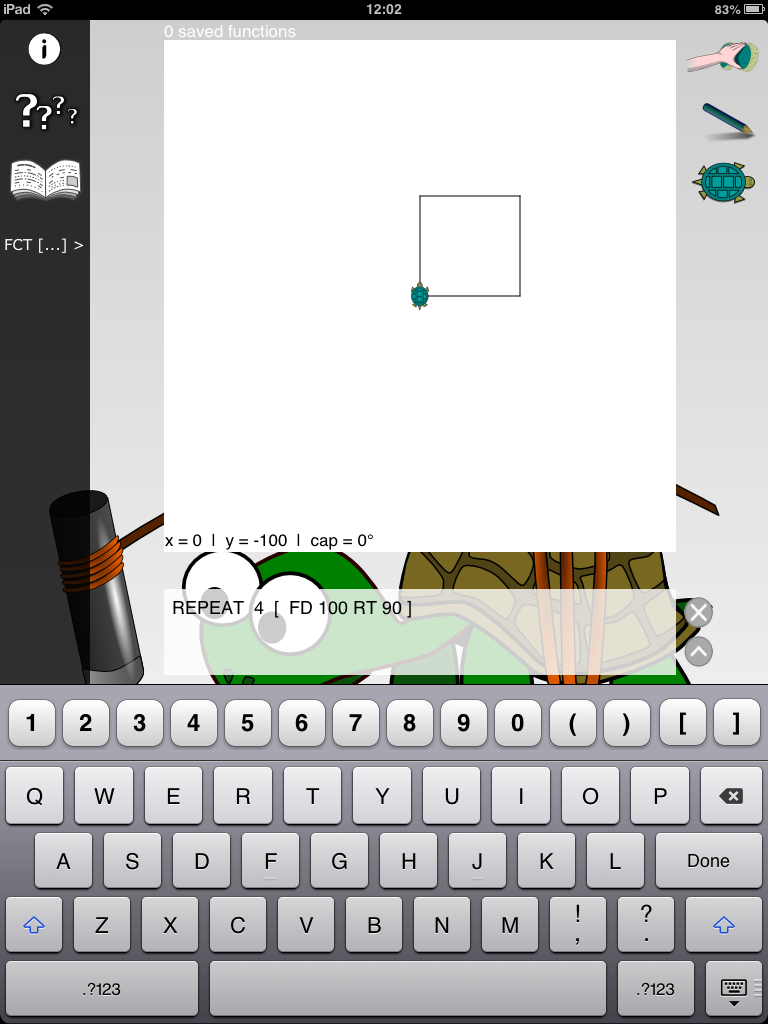 iPad 12:02 83%
0 saved functions
i
? ? ? ?
FCT [...] >
x = 0 | y = -100 | cap = 0°
REPEAT 4 [ FD 100 RT 90 ]
1 2 3 4 5 6 7 8 9 0 ( ) [ ]
Q W E R T Y U I O P
A S D F G H J K L Done
Z X C V B N M ! , ? .
.?123 .?123